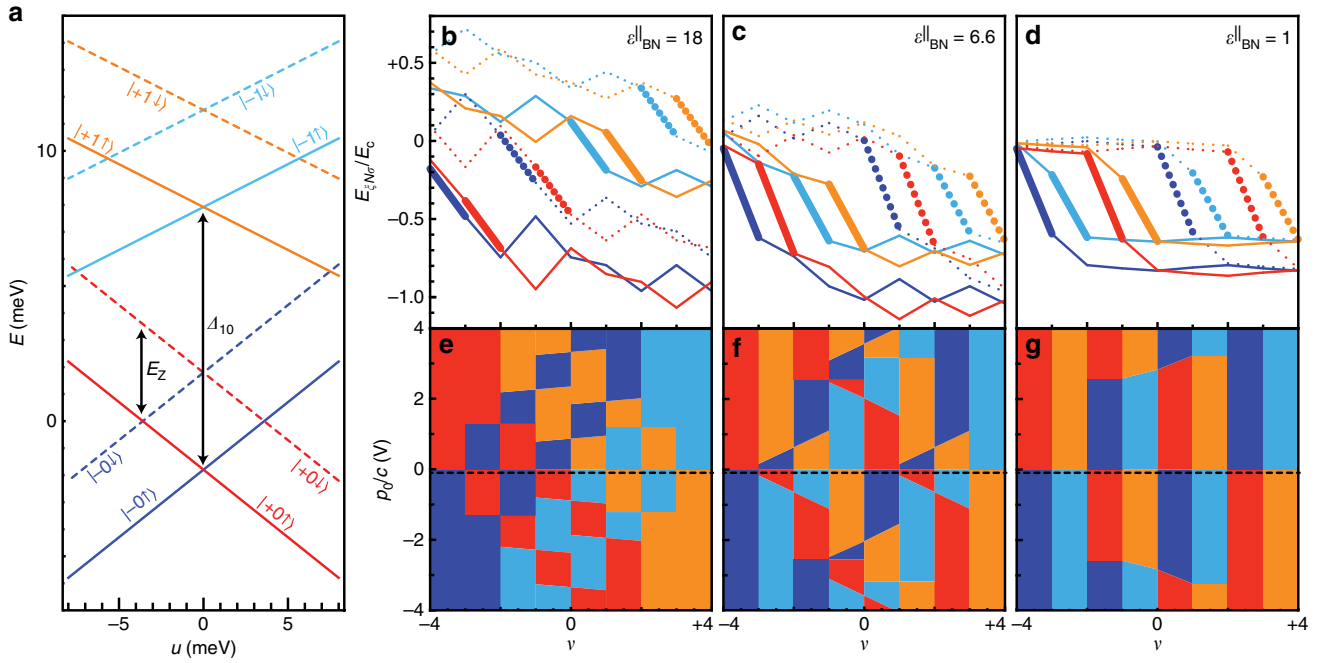 a
E (meV)
10
0
−5
0
5
u (meV)
|+1↓⟩
|−1↓⟩
|+1↑⟩
|−1↑⟩
Δ10
EZ
|−0↓⟩
|+0↓⟩
|−0↑⟩
|+0↑⟩
b
ε||BN = 18
c
ε||BN = 6.6
d
ε||BN = 1
EξNσ/Ec
+0.5
0
−0.5
−1.0
e
f
g
p0/c (V)
4
2
0
−2
−4
−4
0
+4
−4
0
+4
−4
0
+4
ν
ν
ν